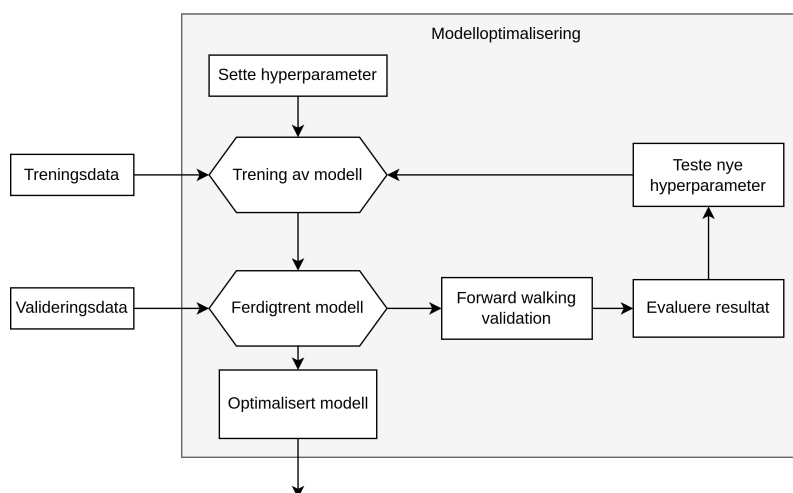 Modelloptimalisering
Sette hyperparameter
Treningsdata
Trening av modell
Teste nye
hyperparameter
Valideringsdata
Ferdigtrent modell
Forward walking
validation
Evaluere resultat
Optimalisert modell